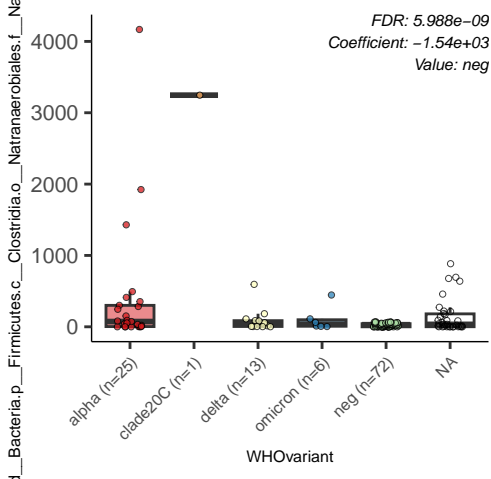 d__Bacteria.p__Firmicutes.c__Clostridia.o__Natranaerobiales.f__Na
FDR: 5.988e−09
Coefficient: −1.54e+03
Value: neg
4000
3000
2000
1000
0
alpha (n=25)
clade20C (n=1)
delta (n=13)
omicron (n=6)
neg (n=72)
NA
WHOvariant